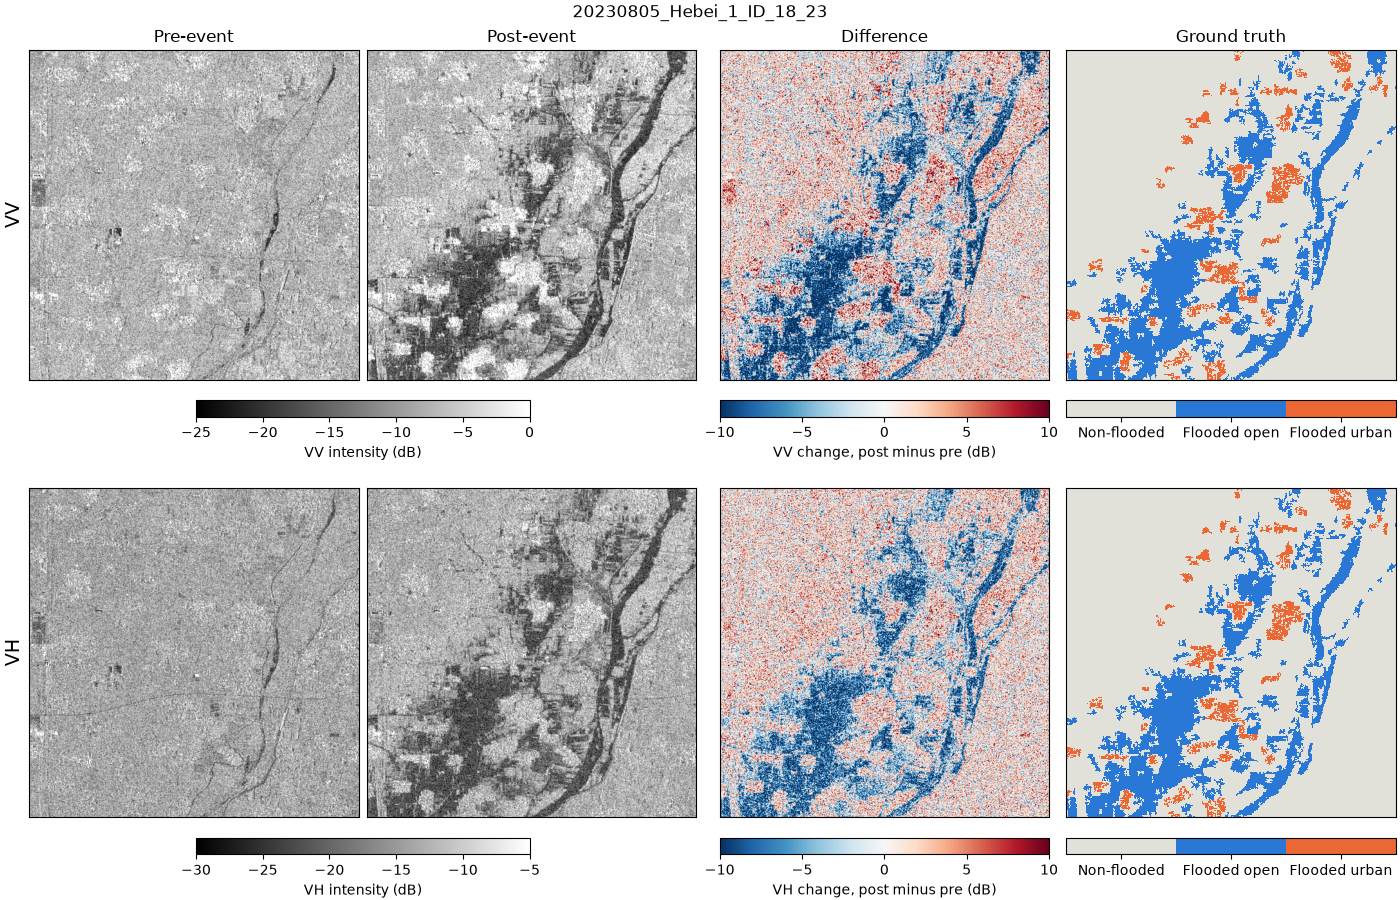 20230805_Hebei_1_ID_18_23
Pre-event
Post-event
Difference
Ground truth
VV
−25
−20
−15
−10
−5
0
VV intensity (dB)
−10
−5
0
5
10
VV change, post minus pre (dB)
Non-flooded
Flooded open
Flooded urban
VH
−30
−25
−20
−15
−10
−5
VH intensity (dB)
−10
−5
0
5
10
VH change, post minus pre (dB)
Non-flooded
Flooded open
Flooded urban